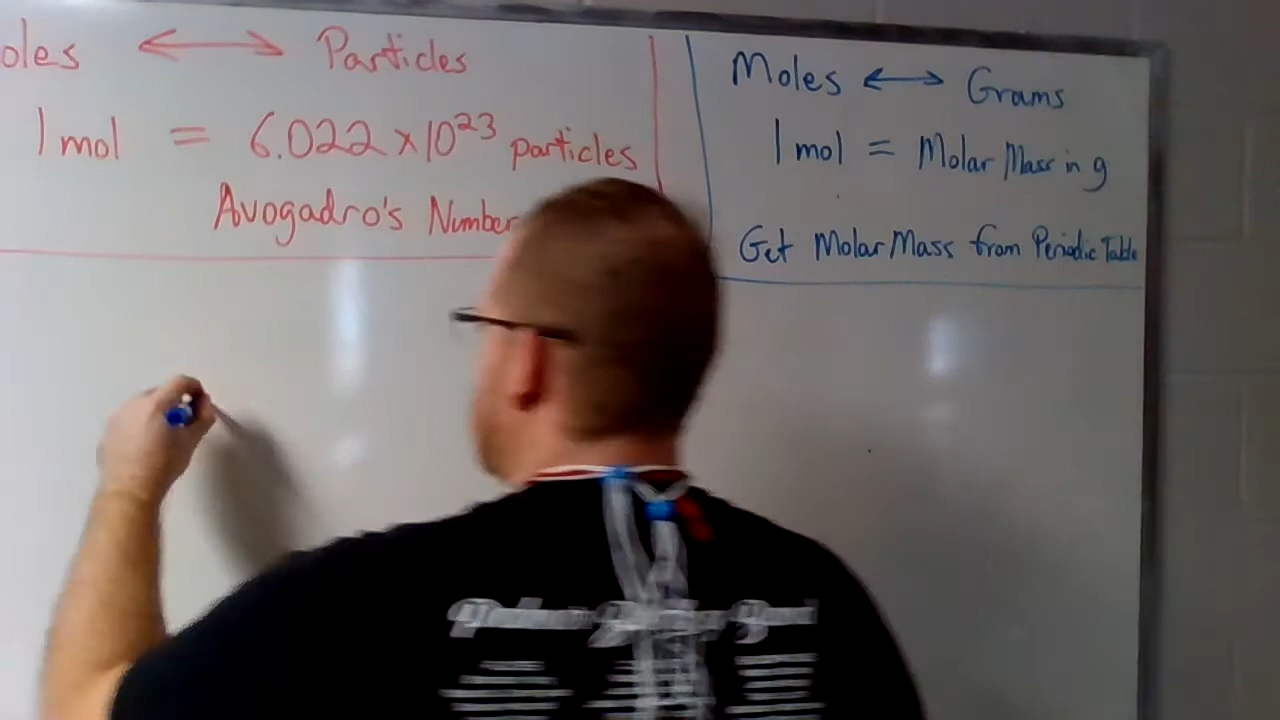 oles ↔ Particles
1 mol = 6.022 x 10²³ particles
Avogadro's Number
Moles ↔ Grams
1 mol = Molar Mass in g
Get Molar Mass from Periodic Table